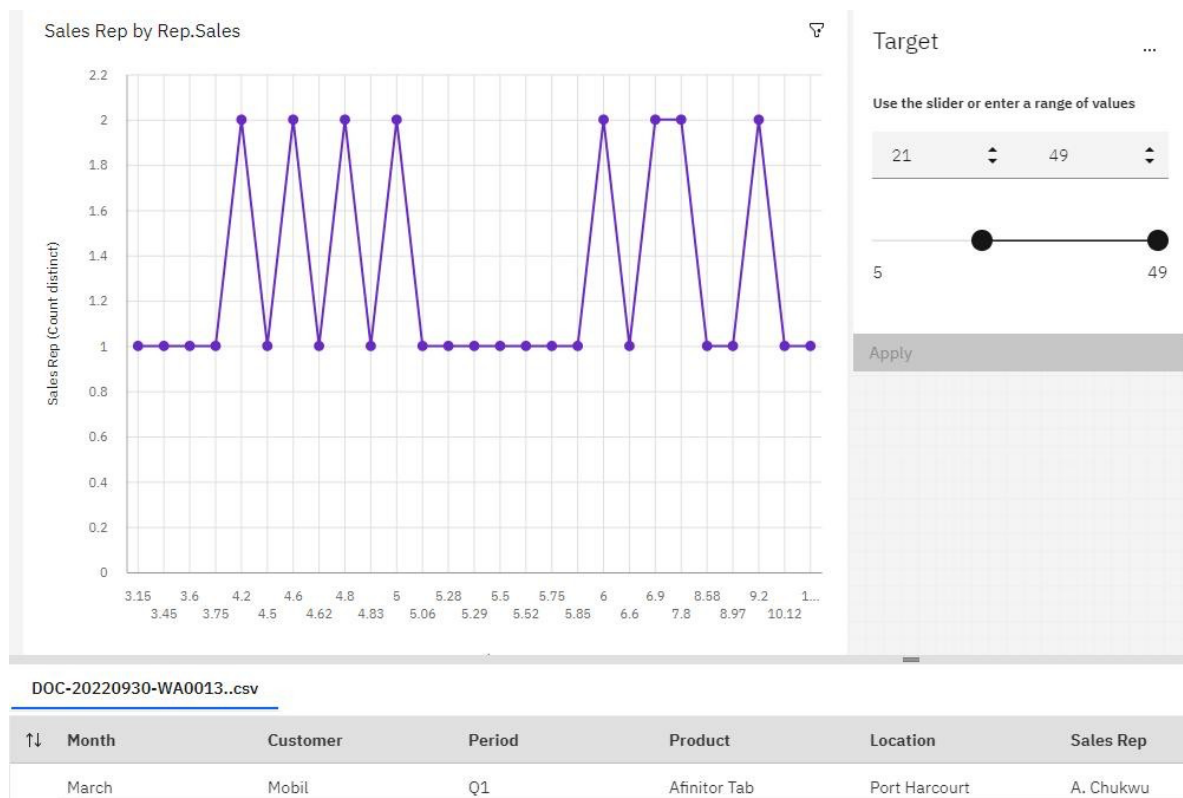 Sales Rep by Rep.Sales
2.2
2
1.8
1.6
1.4
1.2
1
0.8
0.6
0.4
0.2
0
Sales Rep (Count distinct)
3.15 3.6 4.2 4.6 4.8 5 5.28 5.5 5.75 6 6.9 8.58 9.2 1...
3.45 3.75 4.5 4.62 4.83 5.06 5.29 5.52 5.85 6.6 7.8 8.97 10.12
Target
...
Use the slider or enter a range of values
21 49
5 49
Apply
DOC-20220930-WA0013..csv
Month Customer Period Product Location Sales Rep
March Mobil Q1 Afinitor Tab Port Harcourt A. Chukwu